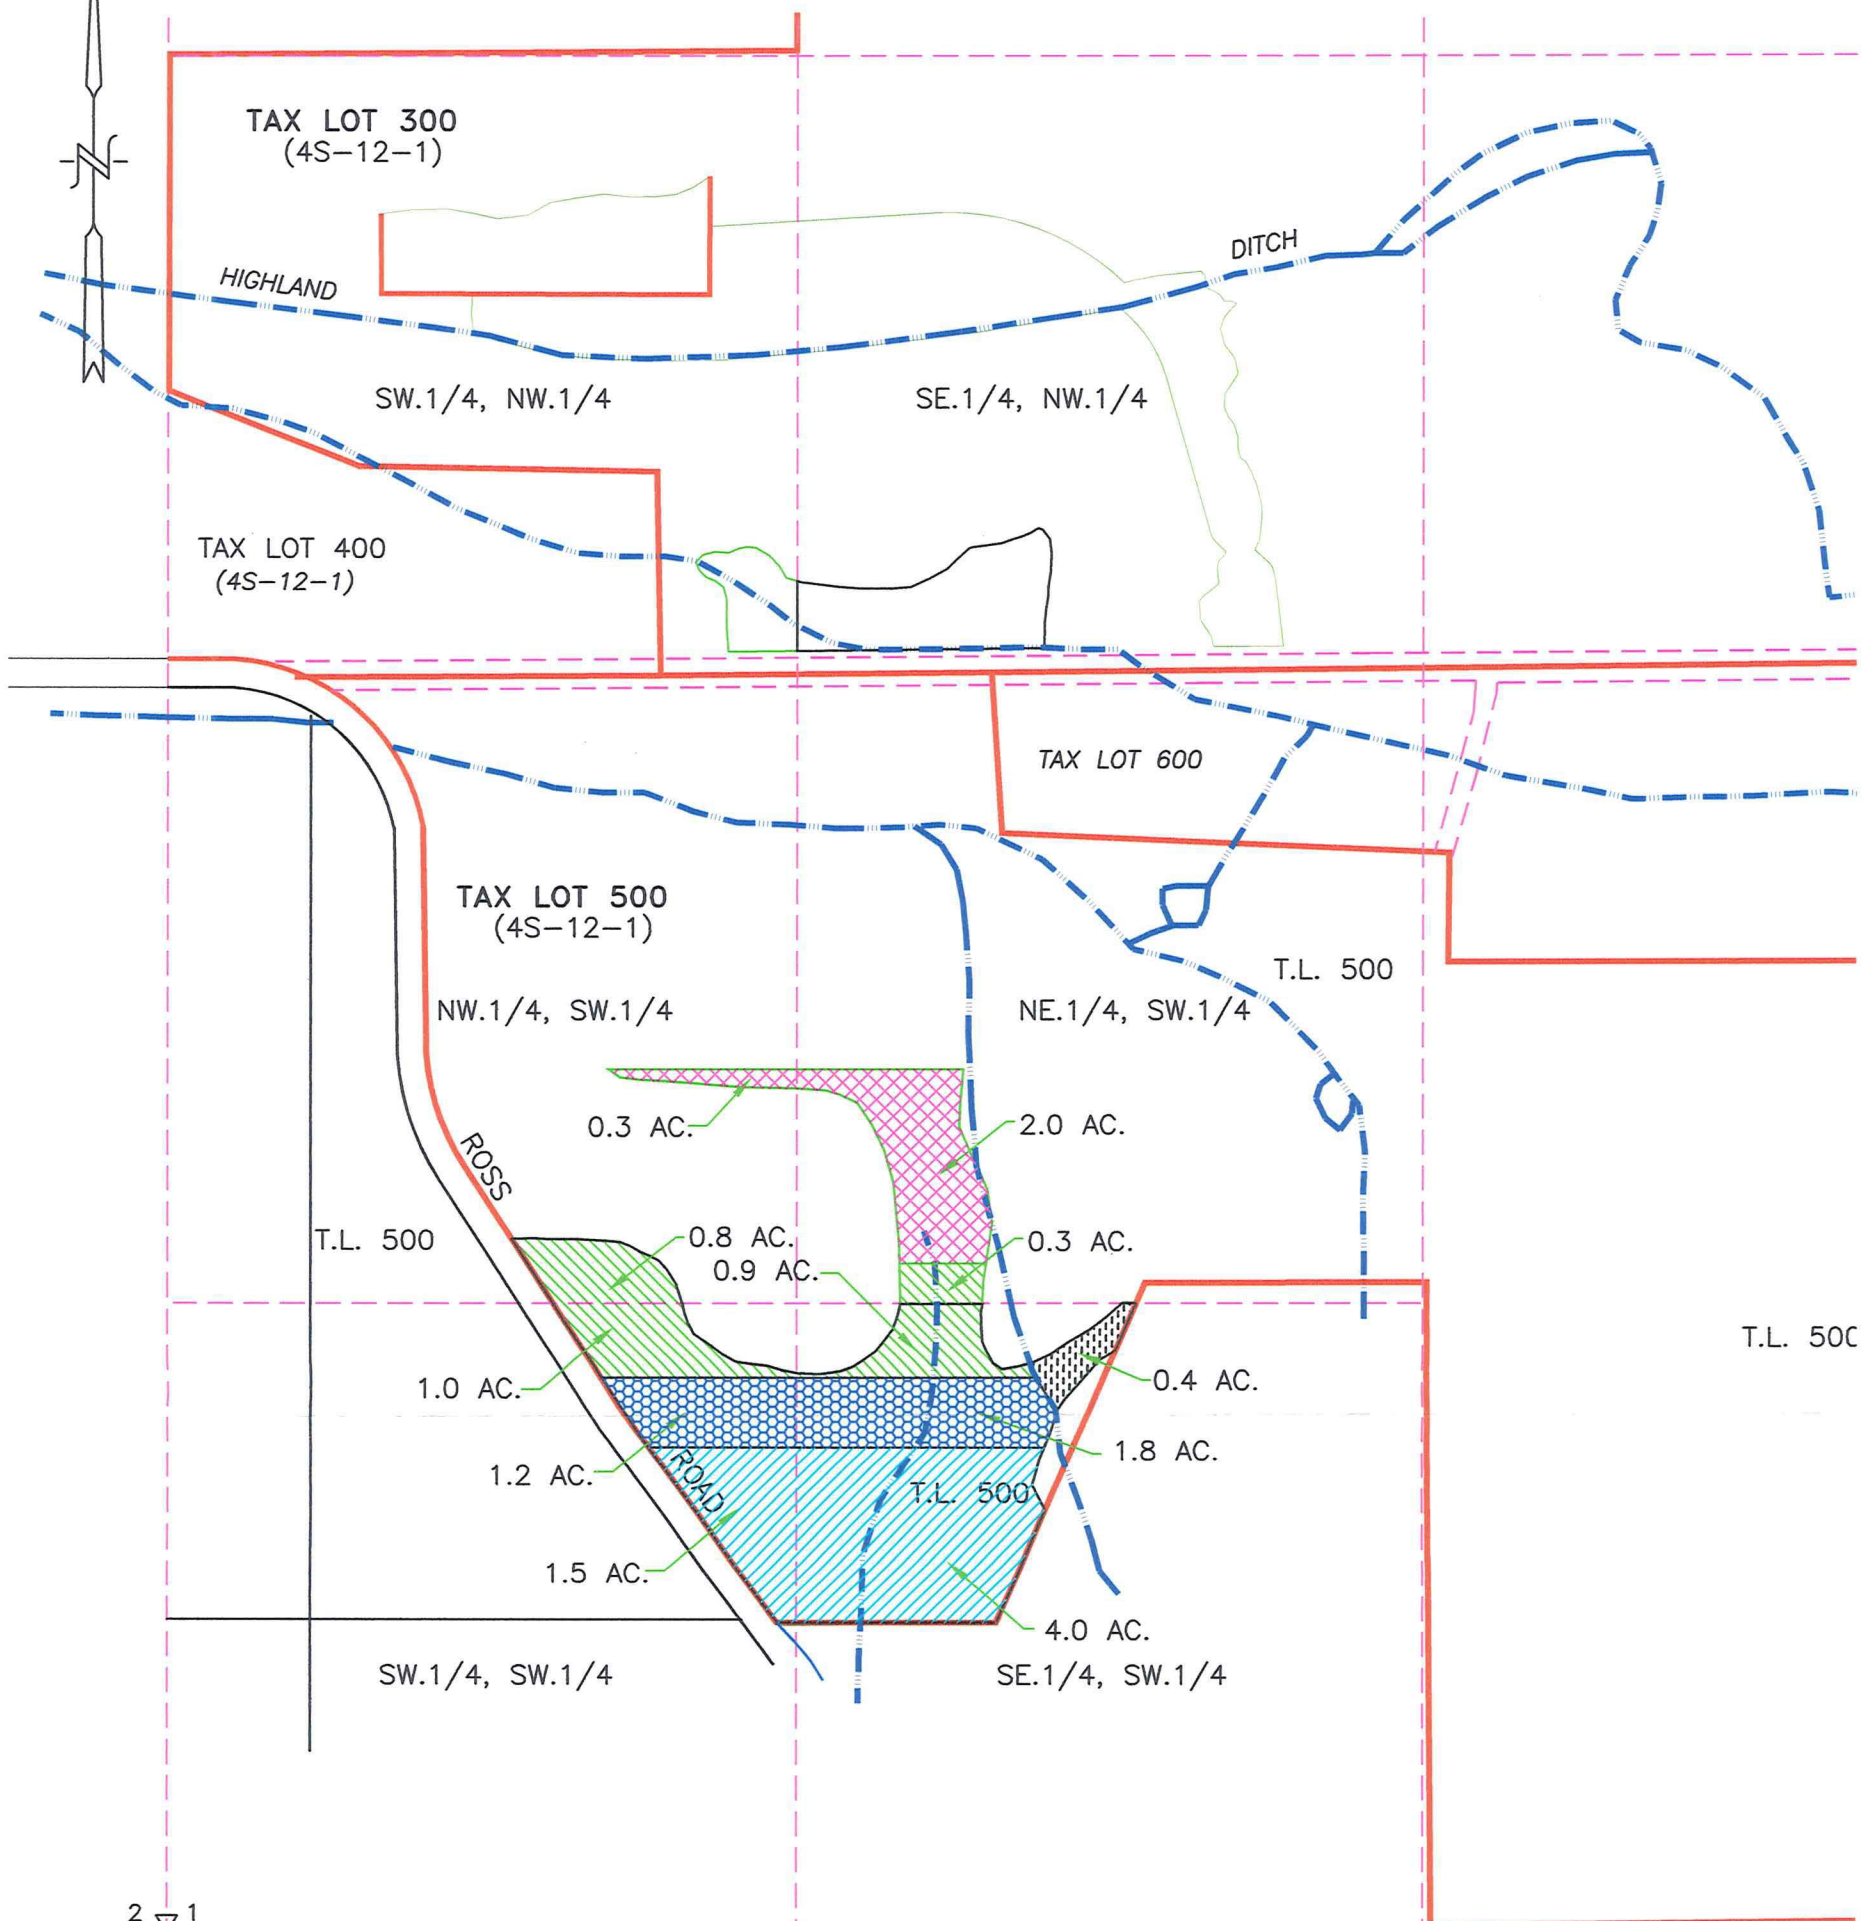 TAX LOT 300
(4S-12-1)
N
HIGHLAND
DITCH
SW.1/4, NW.1/4
SE.1/4, NW.1/4
TAX LOT 400
(4S-12-1)
TAX LOT 600
TAX LOT 500
(4S-12-1)
T.L. 500
NW.1/4, SW.1/4
NE.1/4, SW.1/4
0.3 AC.
2.0 AC.
ROSS
T.L. 500
0.8 AC.
0.3 AC.
0.9 AC.
T.L. 500
1.0 AC.
0.4 AC.
1.2 AC.
1.8 AC.
ROAD
T.L. 500
1.5 AC.
4.0 AC.
SW.1/4, SW.1/4
SE.1/4, SW.1/4
2 1